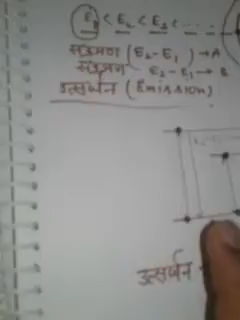 E₁ < E₂ < E₃ < ....
संक्रमण (E₂-E₁) → A
संक्रमण E₂-E₁ → B
उत्सर्जन (Emission)
उत्सर्जन